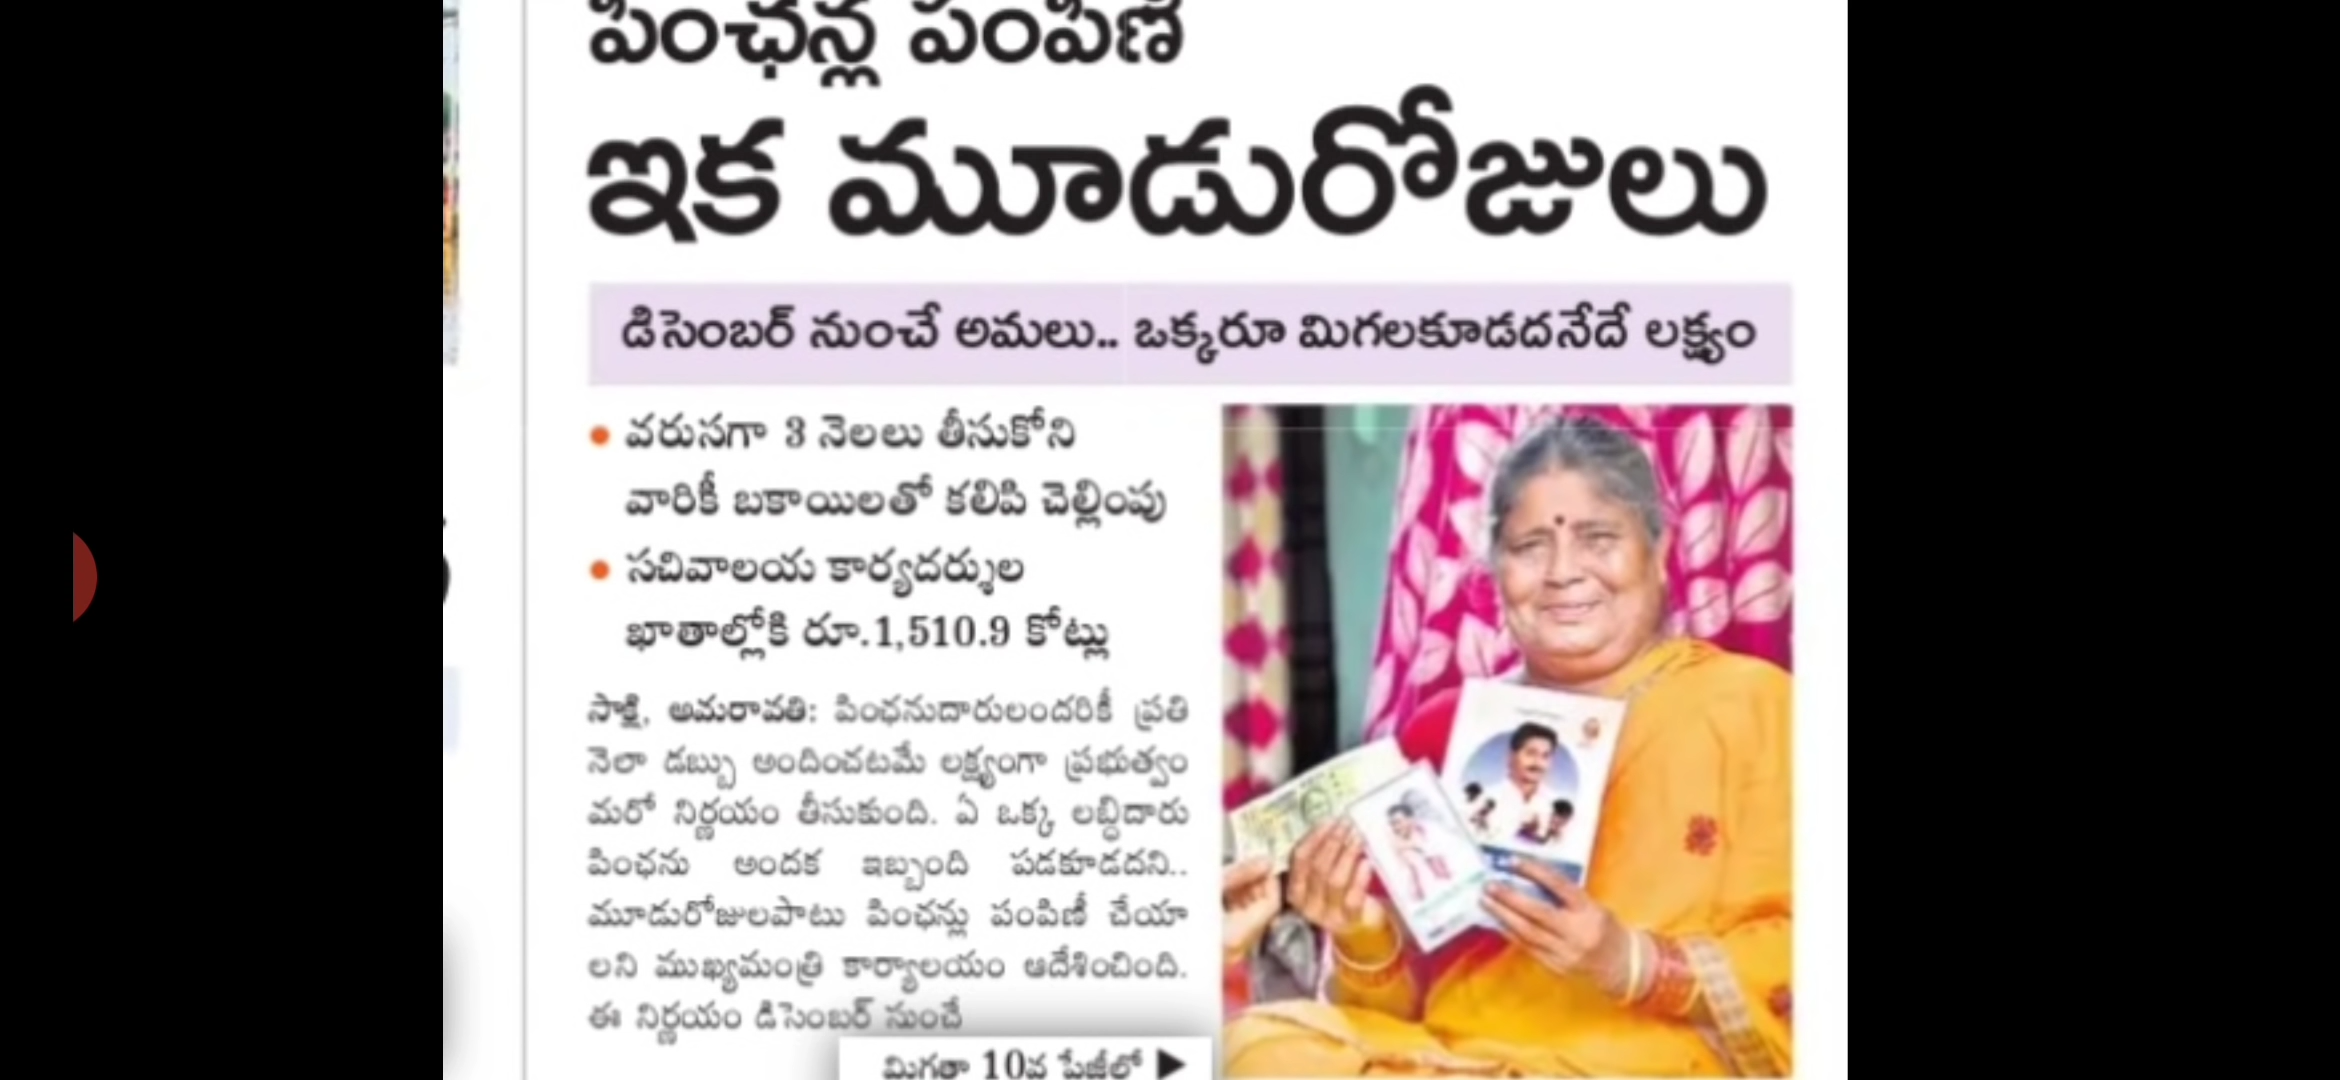 పింఛన్ల పంపిణీ
ఇక మూడురోజులు
డిసెంబర్ నుంచే అమలు.. ఒక్కరూ మిగలకూడదనేదే లక్ష్యం
• వరుసగా 3 నెలలు తీసుకోని
వారికీ బకాయిలతో కలిపి చెల్లింపు
• సచివాలయ కార్యదర్శుల
ఖాతాల్లోకి రూ.1,510.9 కోట్లు
సాక్షి, అమరావతి: పింఛనుదారులందరికీ ప్రతి
నెలా డబ్బు అందించటమే లక్ష్యంగా ప్రభుత్వం
మరో నిర్ణయం తీసుకుంది. ఏ ఒక్క లబ్ధిదారు
పింఛను అందక ఇబ్బంది పడకూడదని..
మూడురోజులపాటు పింఛన్లు పంపిణీ చేయా
లని ముఖ్యమంత్రి కార్యాలయం ఆదేశించింది.
ఈ నిర్ణయం డిసెంబర్ నుంచే
మిగతా 10వ పేజీలో ▶